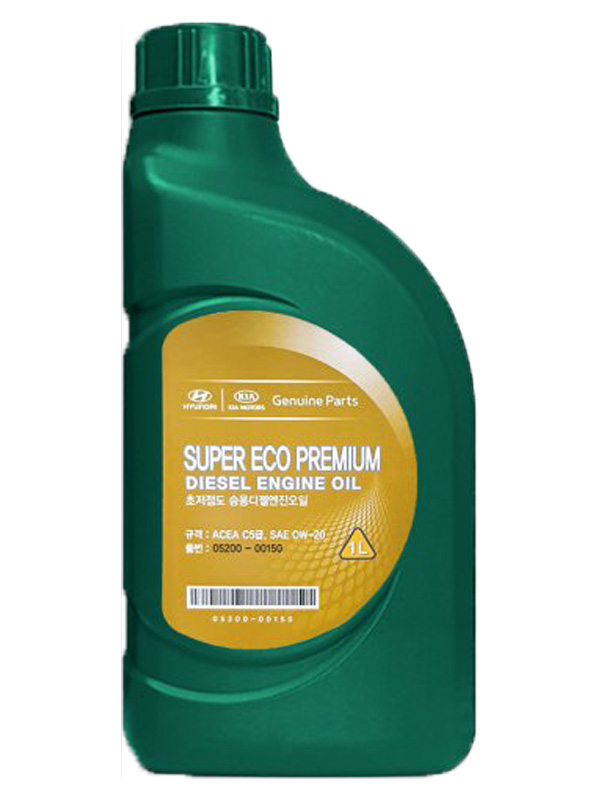 HYUNDAI KIA KIA MOTORS Genuine Parts
SUPER ECO PREMIUM
DIESEL ENGINE OIL
초저점도 승용디젤엔진오일
규격 : ACEA C5급, SAE 0W-20
품번 : 05200 - 00150
1L
05200-00150